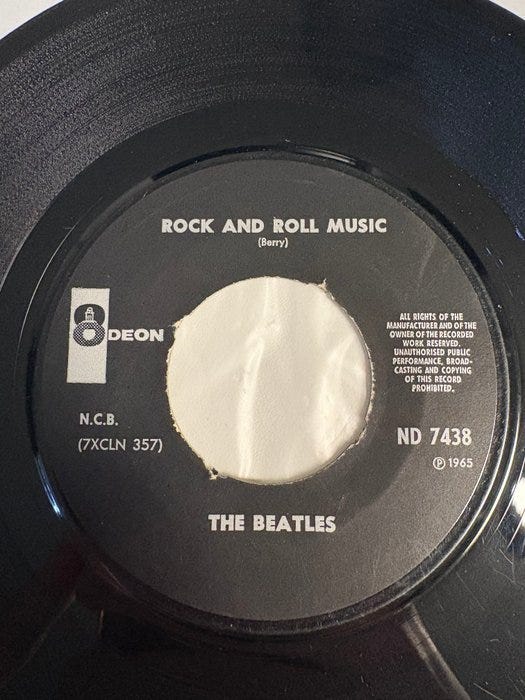 ROCK AND ROLL MUSIC
(Berry)
ODEON
ALL RIGHTS OF THE
MANUFACTURER AND OF THE
OWNER OF THE RECORDED
WORK RESERVED.
UNAUTHORISED PUBLIC
PERFORMANCE, BROAD-
CASTING AND COPYING
OF THIS RECORD
PROHIBITED.
N.C.B.
(7XCLN 357)
ND 7438
Ⓟ 1965
THE BEATLES